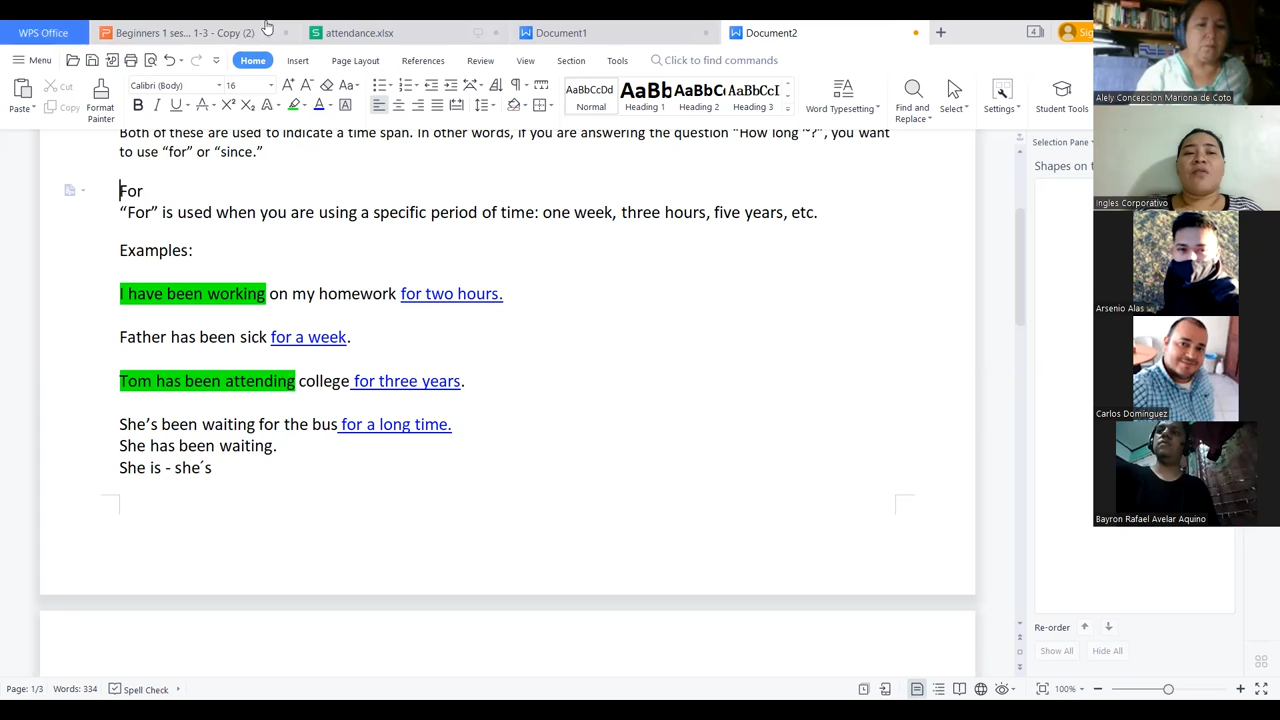 WPS Office
Beginners 1 ses... 1-3 - Copy (2)
attendance.xlsx
Document1
Document2
4
Menu
Home
Insert
Page Layout
References
Review
View
Section
Tools
Click to find commands
Paste
Cut
Copy
Format Painter
Calibri (Body)
16
AaBbCcDd
Normal
AaBb
Heading 1
AaBbC
Heading 2
AaBbCcI
Heading 3
Word Typesetting
Find and Replace
Select
Settings
Student Tools
Both of these are used to indicate a time span. In other words, if you are answering the question “How long ~?”, you want
to use “for” or “since.”
For
“For” is used when you are using a specific period of time: one week, three hours, five years, etc.
Examples:
I have been working on my homework for two hours.
Father has been sick for a week.
Tom has been attending college for three years.
She’s been waiting for the bus for a long time.
She has been waiting.
She is - she´s
Selection Pane
Shapes on t
Re-order
Show All
Hide All
Alely Concepcion Mariona de Coto
Ingles Corporativo
Arsenio Alas
Carlos Domínguez
Bayron Rafael Avelar Aquino
Page: 1/3
Words: 334
Spell Check
100%